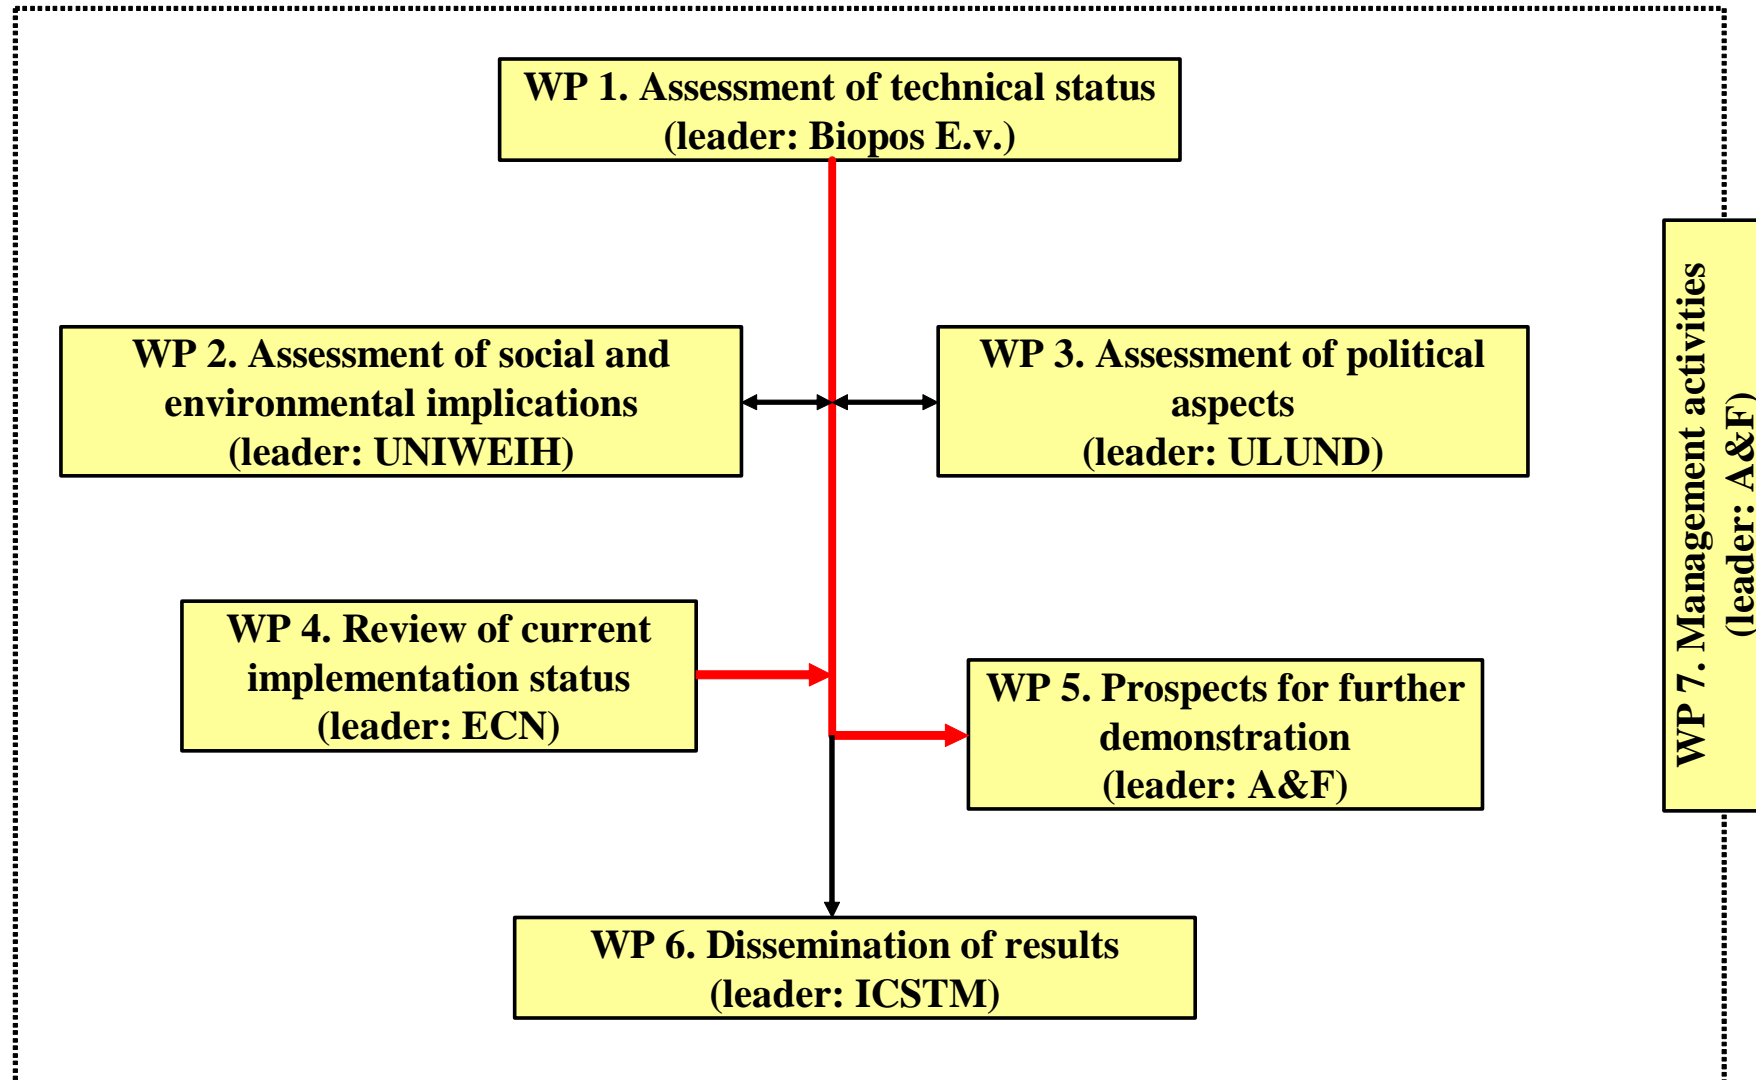 WP 1. Assessment of technical status
(leader: Biopos E.v.)
WP 2. Assessment of social and
environmental implications
(leader: UNIWEIH)
WP 3. Assessment of political
aspects
(leader: ULUND)
WP 4. Review of current
implementation status
(leader: ECN)
WP 5. Prospects for further
demonstration
(leader: A&F)
WP 6. Dissemination of results
(leader: ICSTM)
WP 7. Management activities
(leader: A&F)